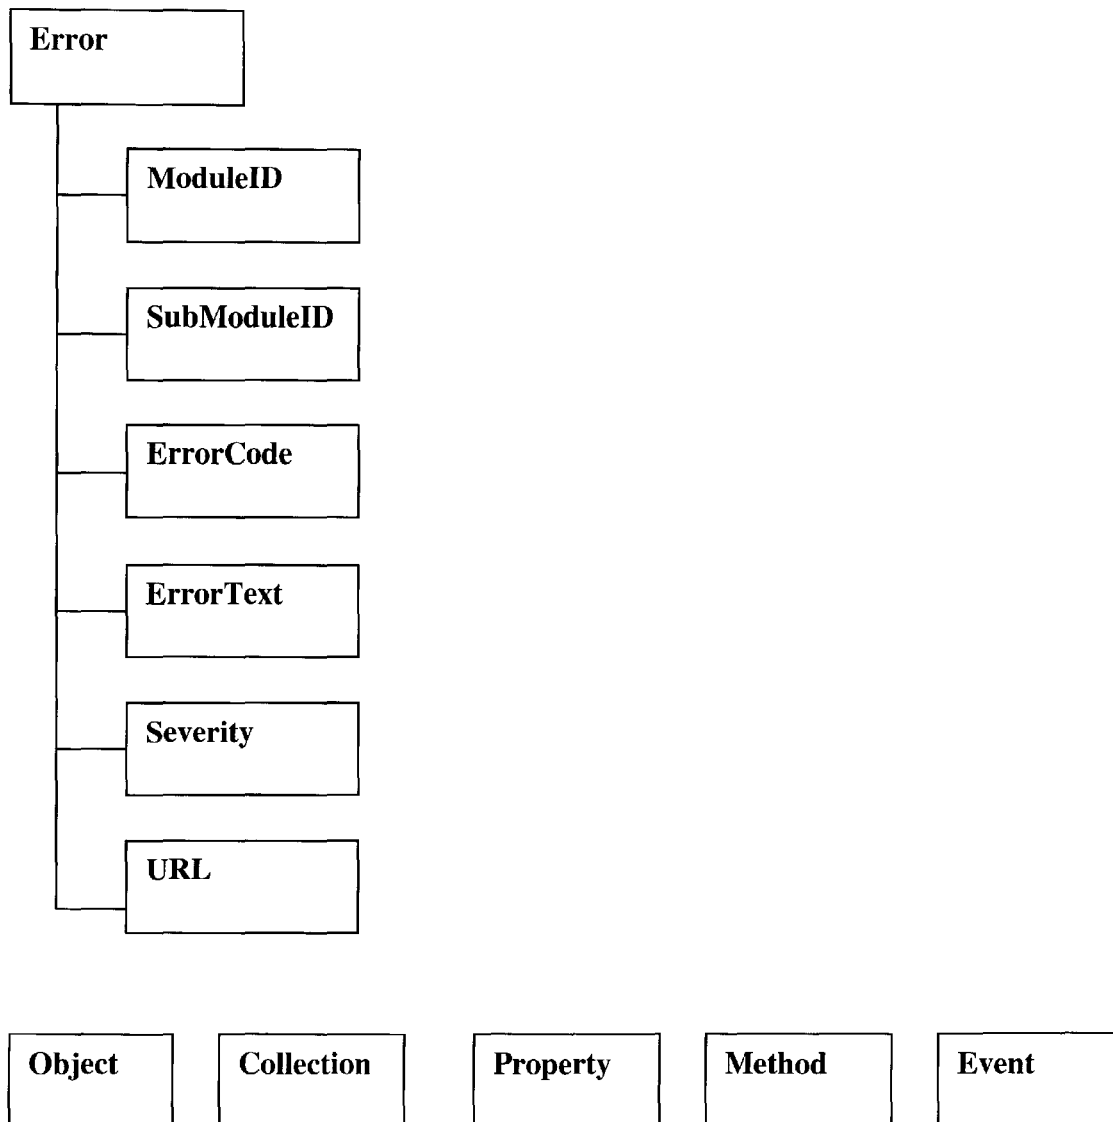 Error
ModuleID
SubModuleID
ErrorCode
ErrorText
Severity
URL
Object Collection Property Method Event